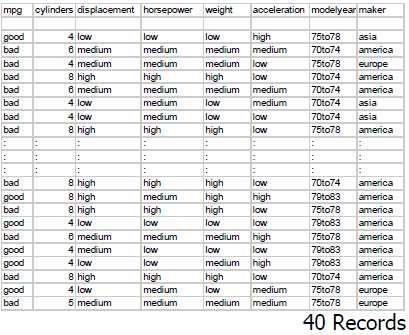 mpg cylinders displacement horsepower weight acceleration modelyear maker
good 4 low low low high 75to78 asia
bad 6 medium medium medium medium 70to74 america
bad 4 medium medium medium low 75to78 europe
bad 8 high high high low 70to74 america
bad 6 medium medium medium medium 70to74 america
bad 4 low medium low medium 70to74 asia
bad 4 low medium low low 70to74 asia
bad 8 high high high low 75to78 america
: : : : : : : :
: : : : : : : :
: : : : : : : :
bad 8 high high high low 70to74 america
good 8 high medium high high 79to83 america
bad 8 high high high low 75to78 america
good 4 low low low low 79to83 america
bad 6 medium medium medium high 75to78 america
good 4 medium low low low 79to83 america
good 4 low low medium high 79to83 america
bad 8 high high high low 70to74 america
good 4 low medium low medium 75to78 europe
bad 5 medium medium medium medium 75to78 europe
40 Records